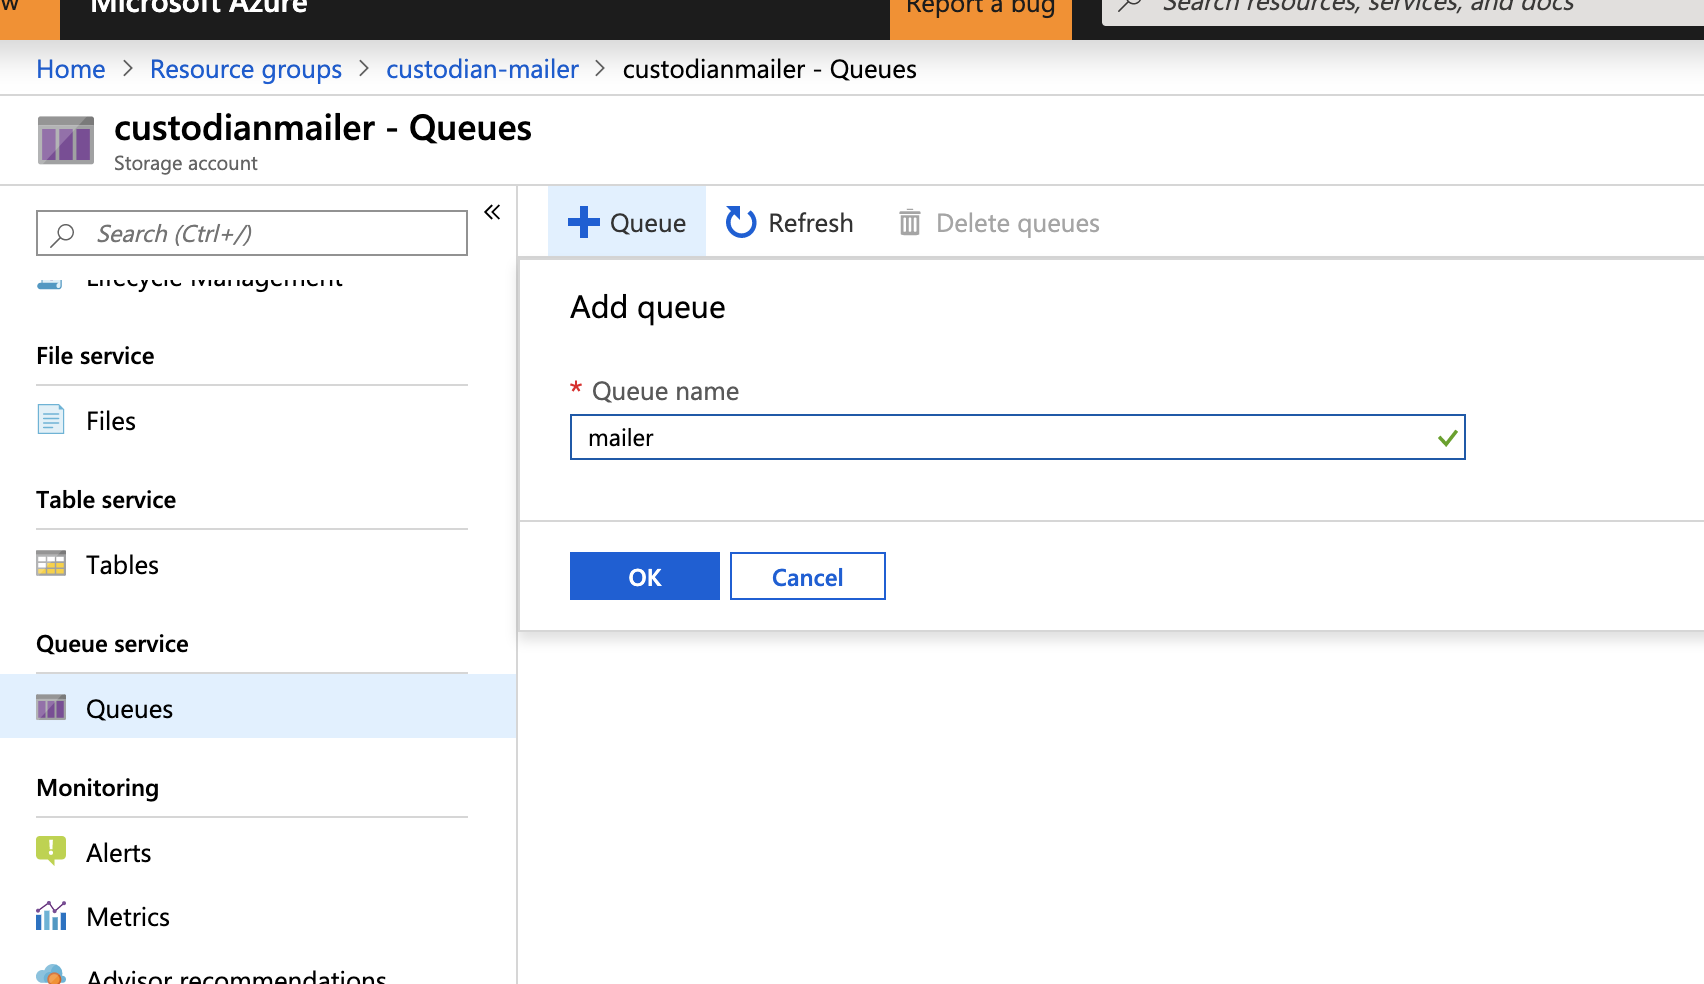 w Microsoft Azure Report a bug Search resources, services, and docs
Home > Resource groups > custodian-mailer > custodianmailer - Queues
custodianmailer - Queues
Storage account
Search (Ctrl+/)
«
Queue Refresh Delete queues
Lifecycle Management
File service
Files
Table service
Tables
Queue service
Queues
Monitoring
Alerts
Metrics
Advisor recommendations
Add queue
* Queue name
mailer
OK Cancel